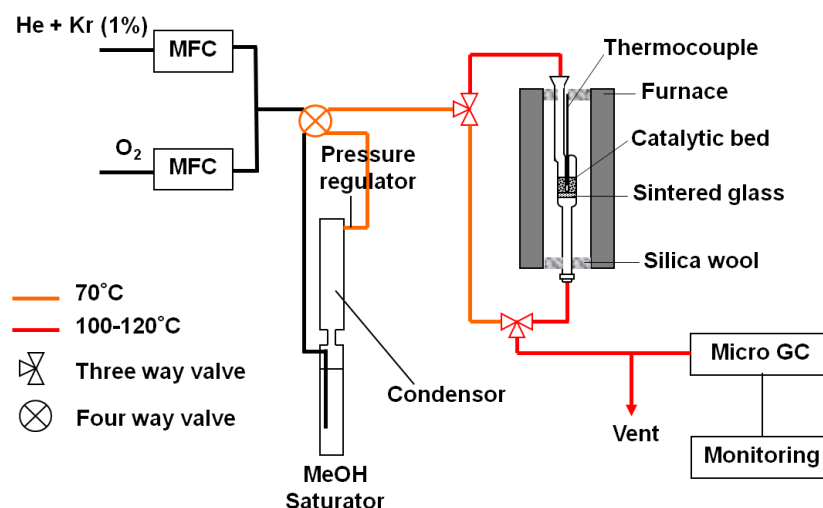 He + Kr (1%)
MFC
O₂
MFC
Pressure
regulator
Thermocouple
Furnace
Catalytic bed
Sintered glass
Silica wool
70°C
100-120°C
Three way valve
Four way valve
Condensor
MeOH
Saturator
Vent
Micro GC
Monitoring